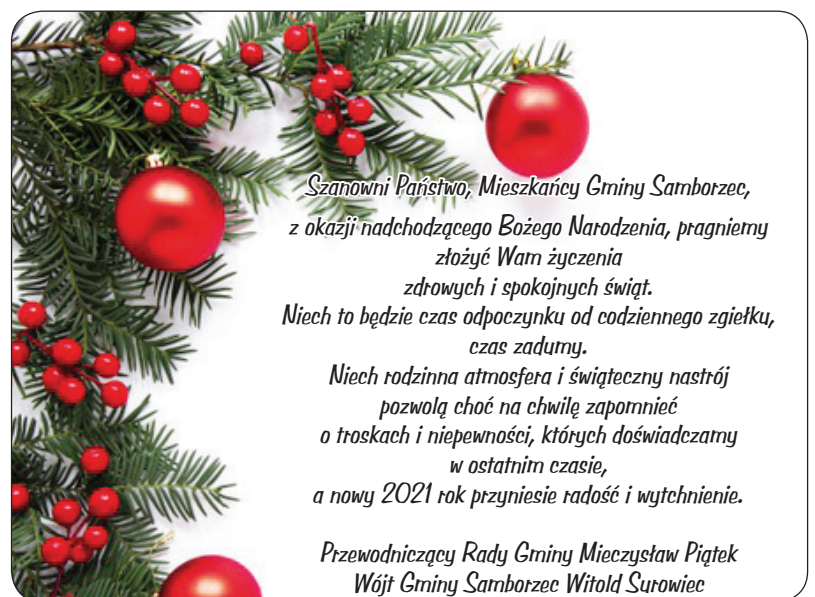 Szanowni Państwo, Mieszkańcy Gminy Samborzec,
z okazji nadchodzącego Bożego Narodzenia, pragniemy
złożyć Wam życzenia
zdrowych i spokojnych świąt.
Niech to będzie czas odpoczynku od codziennego zgiełku,
czas zadumy.
Niech rodzinna atmosfera i świąteczny nastrój
pozwolą choć na chwilę zapomnieć
o troskach i niepewności, których doświadczamy
w ostatnim czasie,
a nowy 2021 rok przyniesie radość i wytchnienie.
Przewodniczący Rady Gminy Mieczysław Piątek
Wójt Gminy Samborzec Witold Surowiec